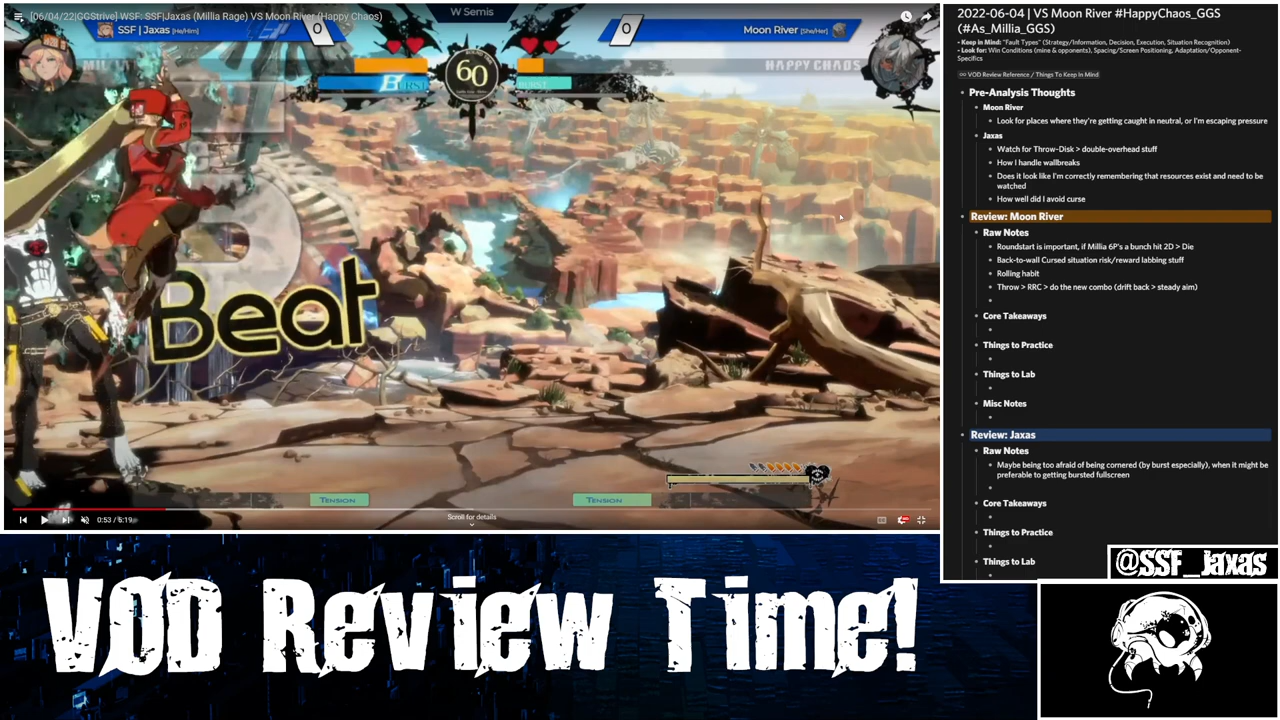 [06/04/22|GGStrive] WSF: SSF|Jaxas (Millia Rage) VS Moon River (Happy Chaos)
W Semis
SSF | Jaxas [He/Him]
0
0
Moon River [She/Her]
HAPPY CHAOS
60
BURST
BURST
Beat
TENSION
TENSION
0:53 / 5:19
Scroll for details
2022-06-04 | VS Moon River #HappyChaos_GGS
(#As_Millia_GGS)
- Keep in Mind: "Fault Types" (Strategy/Information, Decision, Execution, Situation Recognition)
- Look for: Win Conditions (mine & opponents), Spacing/Screen Positioning, Adaptation/Opponent-
Specifics
VOD Review Reference / Things To Keep In Mind
Pre-Analysis Thoughts
Moon River
Look for places where they're getting caught in neutral, or I'm escaping pressure
Jaxas
Watch for Throw-Disk > double-overhead stuff
How I handle wallbreaks
Does it look like I'm correctly remembering that resources exist and need to be
watched
How well did I avoid curse
Review: Moon River
Raw Notes
Roundstart is important, if Millia 6P's a bunch hit 2D > Die
Back-to-wall Cursed situation risk/reward labbing stuff
Rolling habit
Throw > RRC > do the new combo (drift back > steady aim)
Core Takeaways
Things to Practice
Things to Lab
Misc Notes
Review: Jaxas
Raw Notes
Maybe being too afraid of being cornered (by burst especially), when it might be
preferable to getting bursted fullscreen
Core Takeaways
Things to Practice
Things to Lab
@SSF_Jaxas
VOD Review Time!